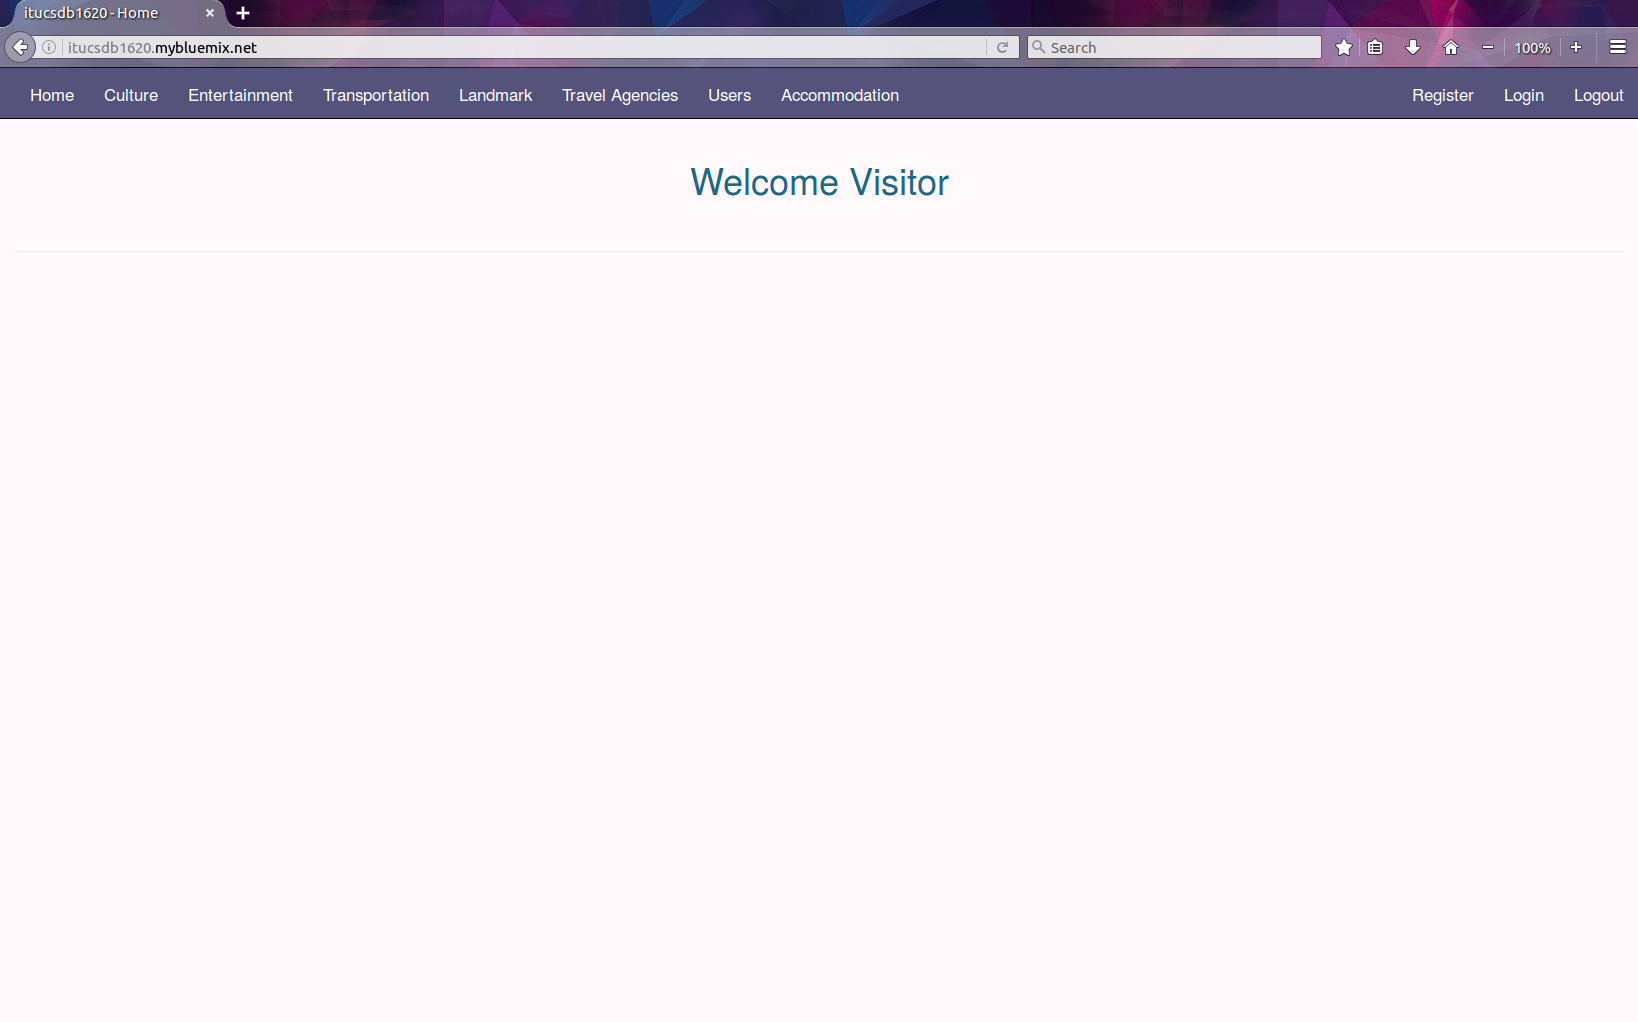 itucsdb1620 - Home
itucsdb1620.mybluemix.net Search 100%
Home Culture Entertainment Transportation Landmark Travel Agencies Users Accommodation Register Login Logout
Welcome Visitor